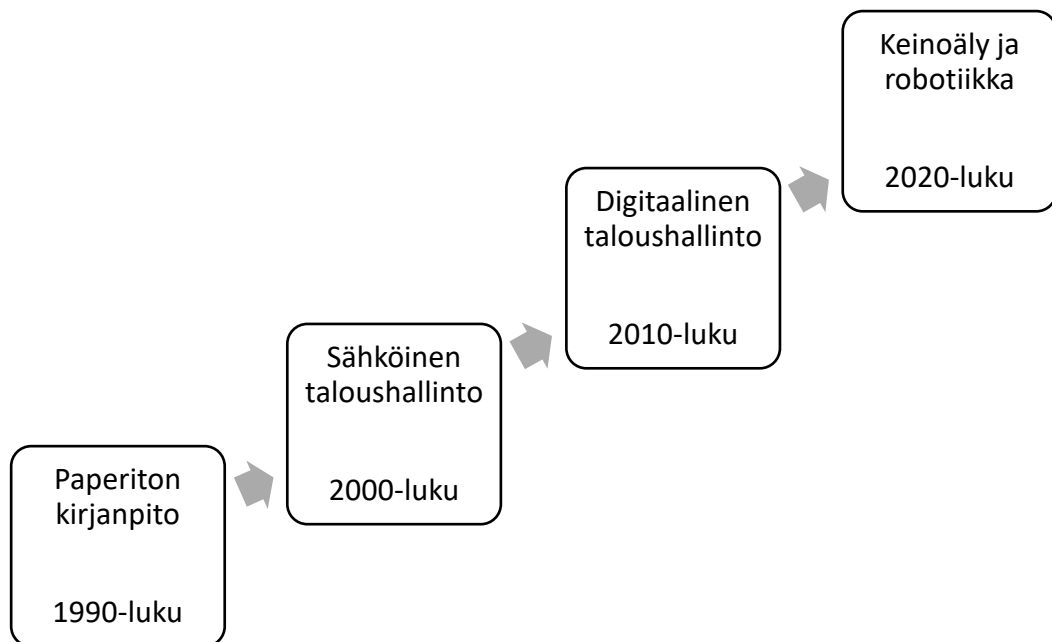 Paperiton
kirjanpito
1990-luku
Sähköinen
taloushallinto
2000-luku
Digitaalinen
taloushallinto
2010-luku
Keinoäly ja
robotiikka
2020-luku